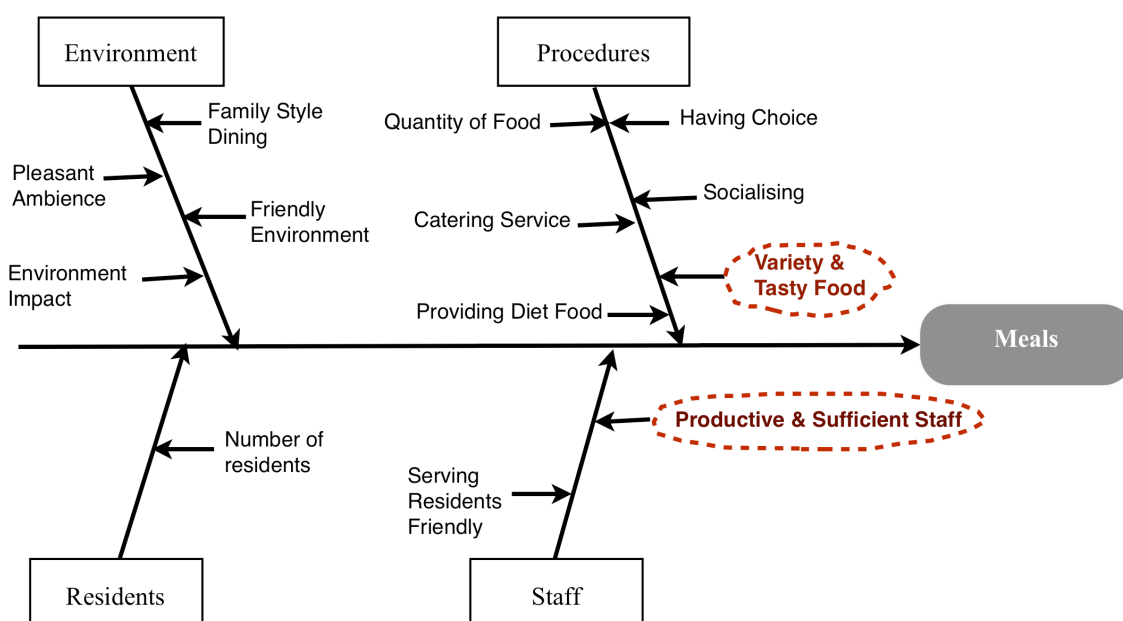 Environment
Procedures
Family Style
Dining
Pleasant
Ambience
Friendly
Environment
Environment
Impact
Quantity of Food
Having Choice
Socialising
Catering Service
Variety &
Tasty Food
Providing Diet Food
Meals
Number of
residents
Productive & Sufficient Staff
Serving
Residents
Friendly
Residents
Staff